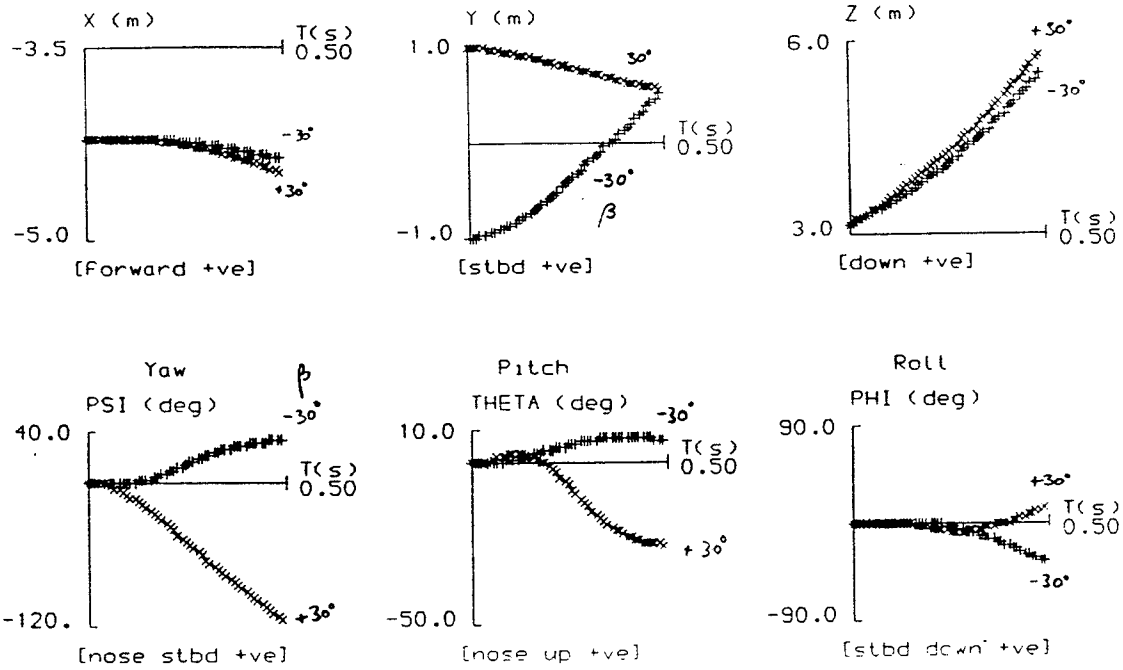 X (m)
-3.5
T(s)
0.50
-30°
+30°
-5.0
[forward +ve]
Y (m)
1.0
30°
T(s)
0.50
-30°
β
-1.0
[stbd +ve]
Z (m)
6.0
+30°
-30°
3.0
T(s)
0.50
[down +ve]
Yaw
PSI (deg)
β
-30°
40.0
T(s)
0.50
-120.
+30°
[nose stbd +ve]
Pitch
THETA (deg)
-30°
10.0
T(s)
0.50
+30°
-50.0
[nose up +ve]
Roll
PHI (deg)
90.0
+30°
T(s)
0.50
-30°
-90.0
[stbd down +ve]